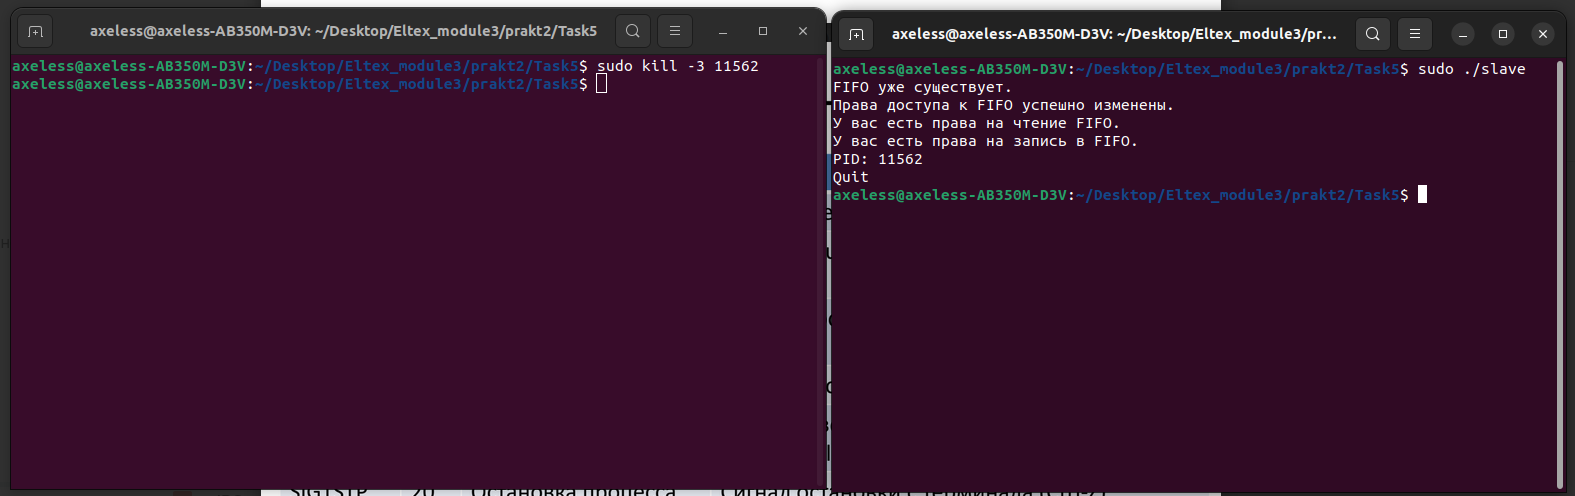 axeless@axeless-AB350M-D3V: ~/Desktop/Eltex_module3/prakt2/Task5
axeless@axeless-AB350M-D3V:~/Desktop/Eltex_module3/prakt2/Task5$ sudo kill -3 11562
axeless@axeless-AB350M-D3V:~/Desktop/Eltex_module3/prakt2/Task5$
axeless@axeless-AB350M-D3V: ~/Desktop/Eltex_module3/pr...
axeless@axeless-AB350M-D3V:~/Desktop/Eltex_module3/prakt2/Task5$ sudo ./slave
FIFO уже существует.
Права доступа к FIFO успешно изменены.
У вас есть права на чтение FIFO.
У вас есть права на запись в FIFO.
PID: 11562
Quit
axeless@axeless-AB350M-D3V:~/Desktop/Eltex_module3/prakt2/Task5$
SIGTSTP 20 Остановка процесса Сигнал остановки с терминала